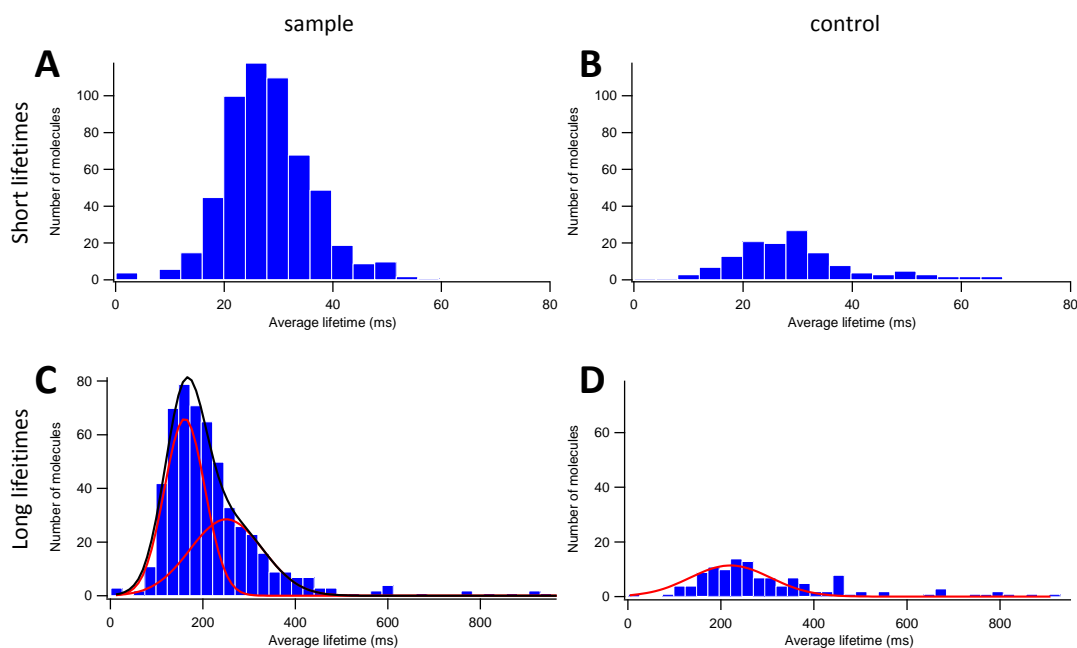 sample
control
A
B
Short lifetimes
Number of molecules
100
80
60
40
20
0
0 20 40 60 80
Average lifetime (ms)
Number of molecules
100
80
60
40
20
0
0 20 40 60 80
Average lifetime (ms)
C
D
Long lifeitimes
Number of molecules
80
60
40
20
0
0 200 400 600 800
Average lifetime (ms)
Number of molecules
60
40
20
0
0 200 400 600 800
Average lifetime (ms)